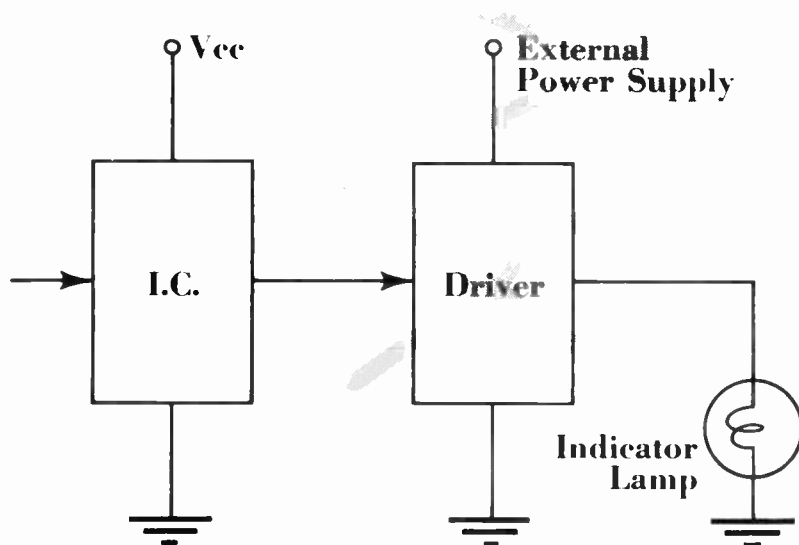 Vcc
External
Power Supply
I.C.
Driver
Indicator
Lamp